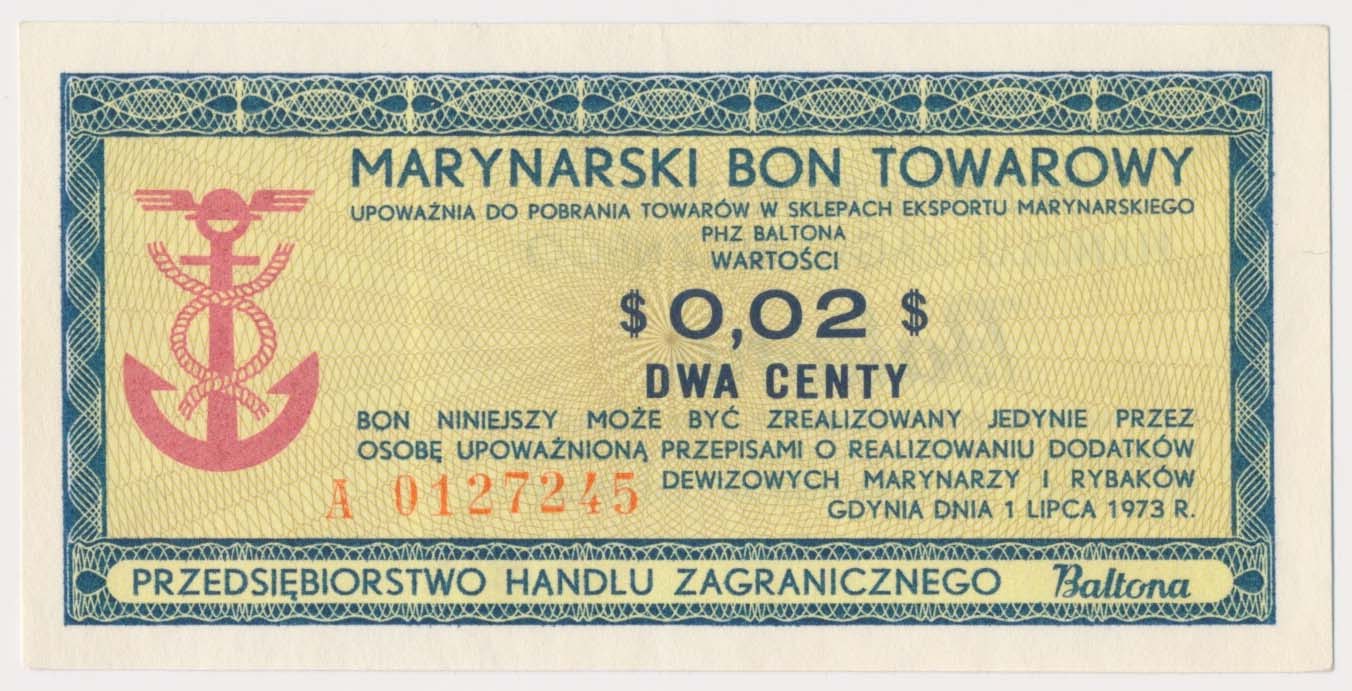 MARYNARSKI BON TOWAROWY
UPOWAŻNIA DO POBRANIA TOWARÓW W SKLEPACH EKSPORTU MARYNARSKIEGO
PHZ BALTONA
WARTOŚCI
$ 0,02 $
DWA CENTY
BON NINIEJSZY MOŻE BYĆ ZREALIZOWANY JEDYNIE PRZEZ
OSOBĘ UPOWAŻNIONĄ PRZEPISAMI O REALIZOWANIU DODATKÓW
DEWIZOWYCH MARYNARZY I RYBAKÓW
A 0127245
GDYNIA DNIA 1 LIPCA 1973 R.
PRZEDSIĘBIORSTWO HANDLU ZAGRANICZNEGO Baltona